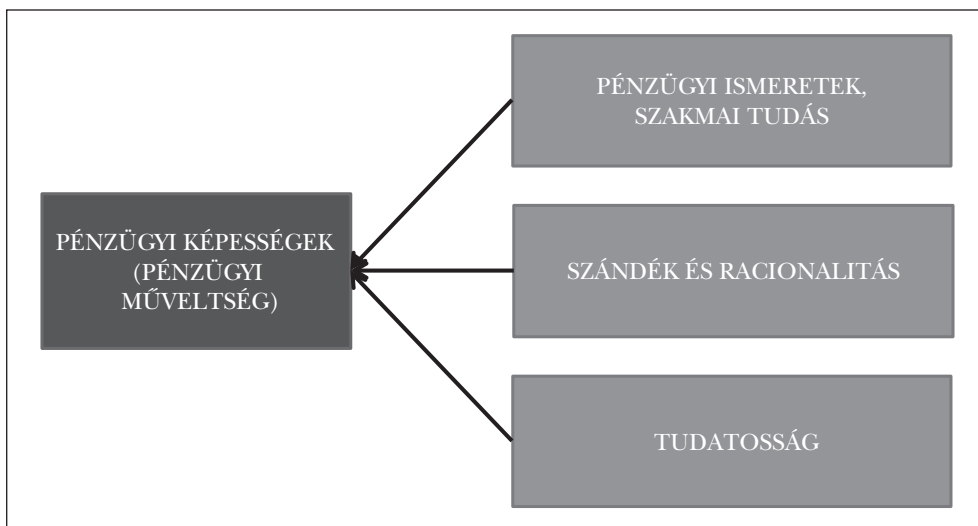 PÉNZÜGYI KÉPESSÉGEK
(PÉNZÜGYI
MŰVELTSÉG)
PÉNZÜGYI ISMERETEK,
SZAKMAI TUDÁS
SZÁNDÉK ÉS RACIONALITÁS
TUDATOSSÁG